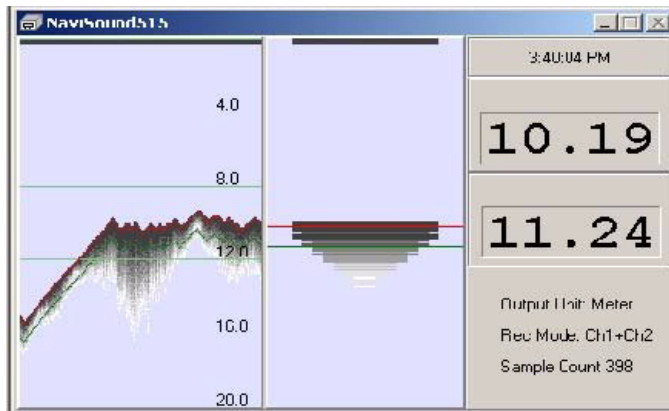 NaviSound515
4.0
8.0
12.0
16.0
20.0
3:40:04 PM
10.19
11.24
Output Unit: Meter
Rec Mode: Ch1+Ch2
Sample Count 398